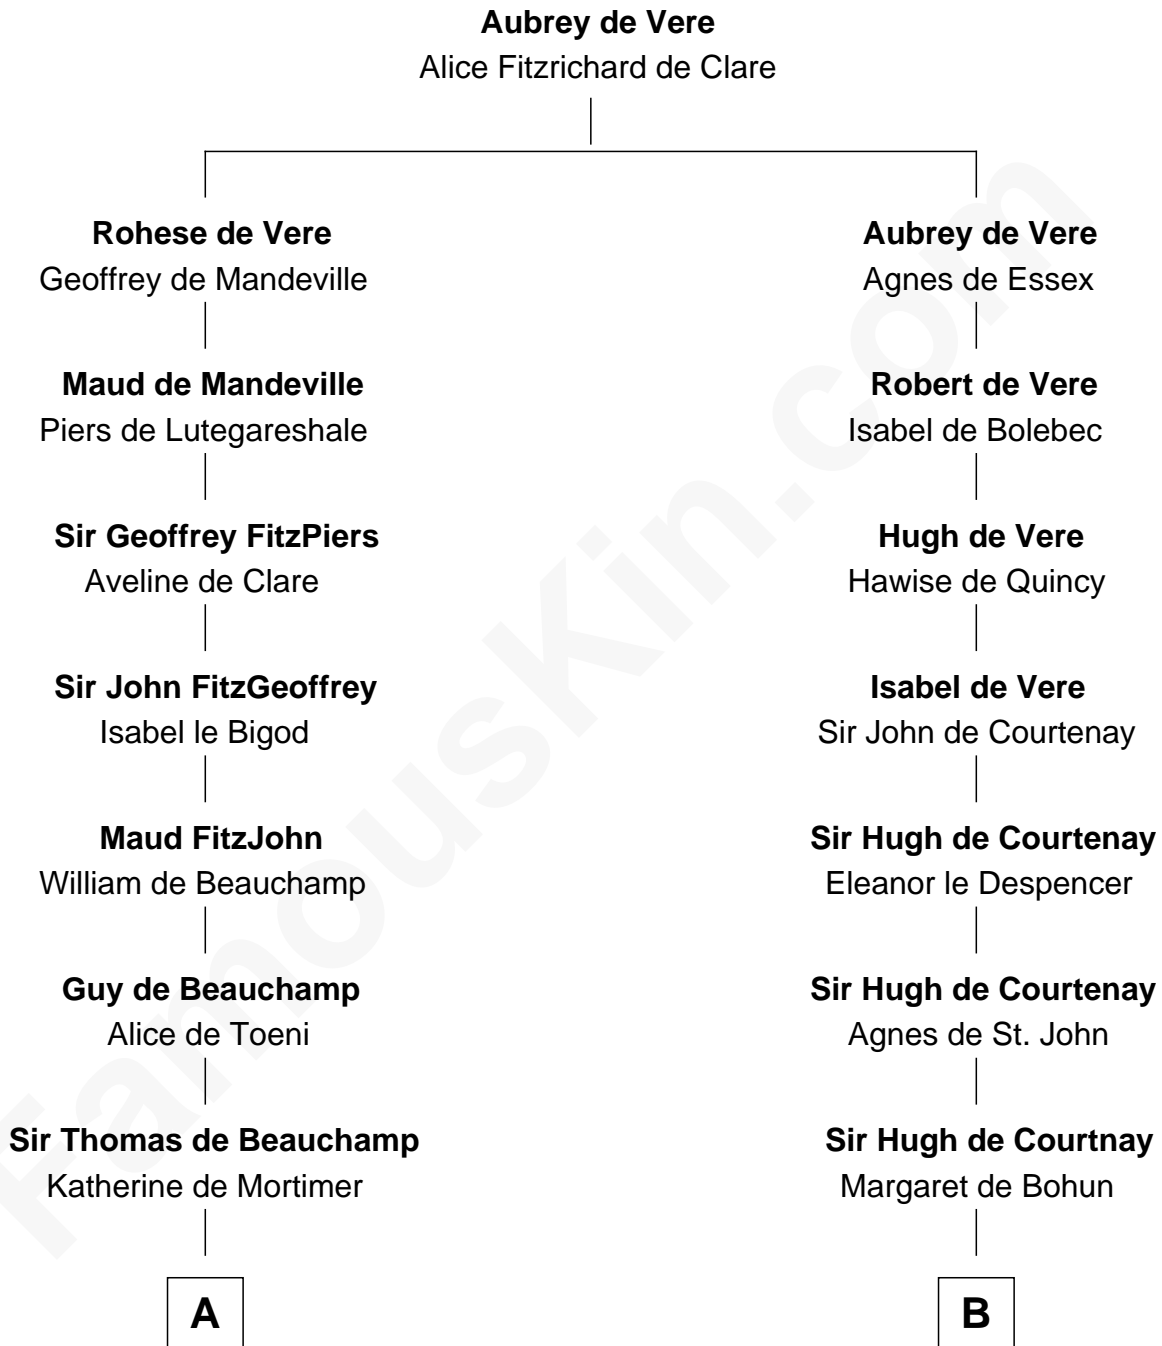 Aubrey de Vere
Alice Fitzrichard de Clare
Rohese de Vere
Geoffrey de Mandeville
Maud de Mandeville
Piers de Lutegareshale
Sir Geoffrey FitzPiers
Aveline de Clare
Sir John FitzGeoffrey
Isabel le Bigod
Maud FitzJohn
William de Beauchamp
Guy de Beauchamp
Alice de Toeni
Sir Thomas de Beauchamp
Katherine de Mortimer
A
Aubrey de Vere
Agnes de Essex
Robert de Vere
Isabel de Bolebec
Hugh de Vere
Hawise de Quincy
Isabel de Vere
Sir John de Courtenay
Sir Hugh de Courtenay
Eleanor le Despencer
Sir Hugh de Courtenay
Agnes de St. John
Sir Hugh de Courtnay
Margaret de Bohun
B
FamousKin.com